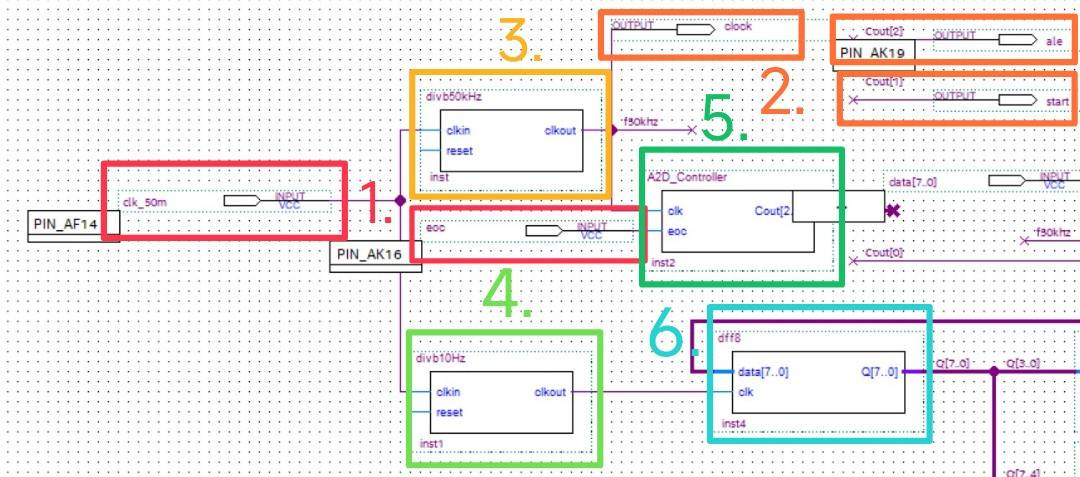 OUTPUT clock
Cout[2] OUTPUT ale
PIN_AK19
3.
2.
Cout[1] OUTPUT start
divb50kHz
clkin clkout
reset
inst
f50khz
5.
A2D_Controller
clk Cout[2.
eoc
inst2
data[7..0] INPUT
VCC
clk_50m INPUT
VCC
PIN_AF14
1.
eoc INPUT
VCC
PIN_AK16
f50khz
Cout[0]
4.
divb10Hz
clkin clkout
reset
inst1
6.
dff8
data[7..0] Q[7..0]
clk
inst4
Q[7..0] Q[3..0]
Q[7..4]